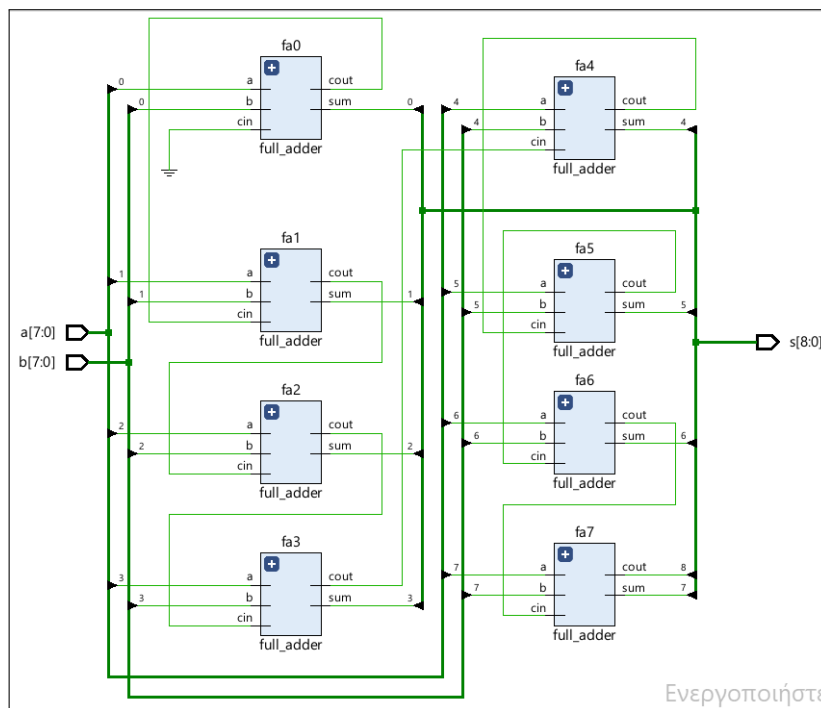 fa0
0 a cout
0 b sum 0
cin
full_adder
fa4
4 a cout
4 b sum 4
cin
full_adder
fa1
1 a cout
1 b sum 1
cin
full_adder
fa5
5 a cout
5 b sum 5
cin
full_adder
a[7:0]
b[7:0]
s[8:0]
fa2
2 a cout
2 b sum 2
cin
full_adder
fa6
6 a cout
6 b sum 6
cin
full_adder
fa3
3 a cout
3 b sum 3
cin
full_adder
fa7
7 a cout 8
7 b sum 7
cin
full_adder
Ενεργοποιήστε